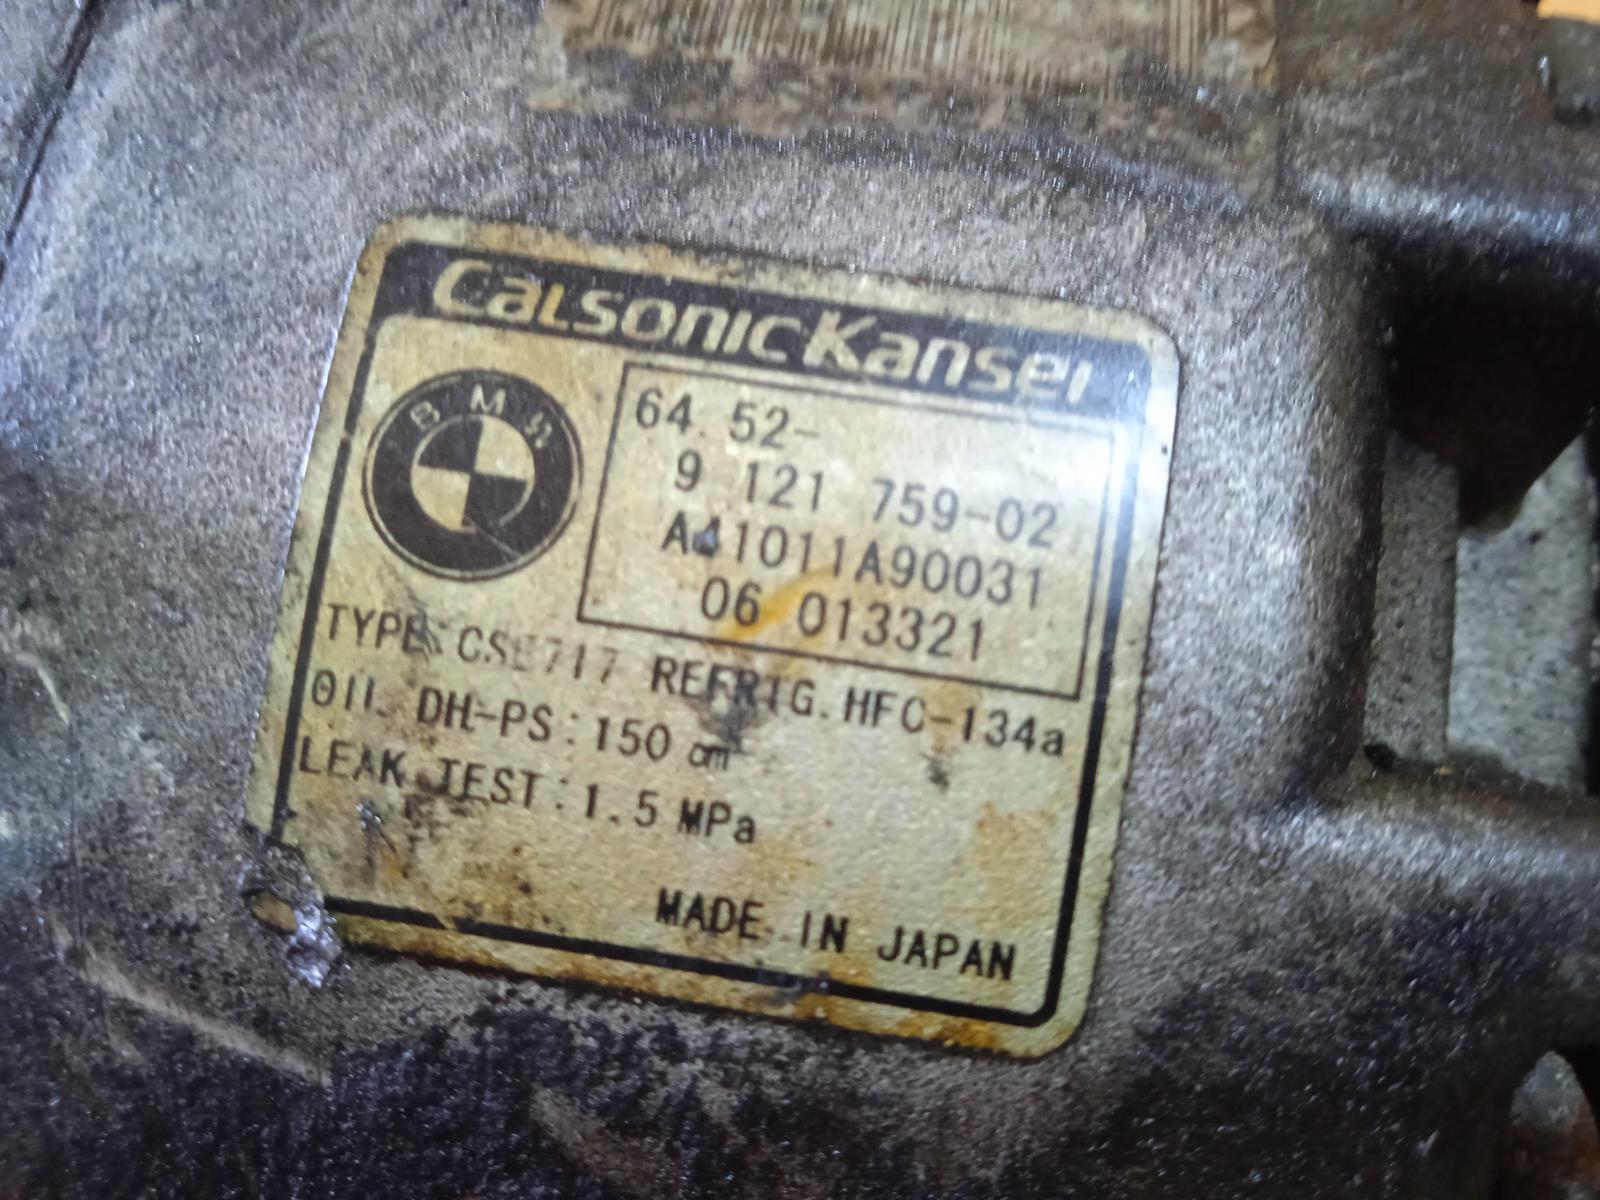 CalsonicKansei
BMW
64 52-
9 121 759-02
A41011A90031
06 013321
TYPE: CSE717 REFRIG. HFC-134a
OIL DH-PS: 150 cm³
LEAK TEST: 1.5 MPa
MADE IN JAPAN